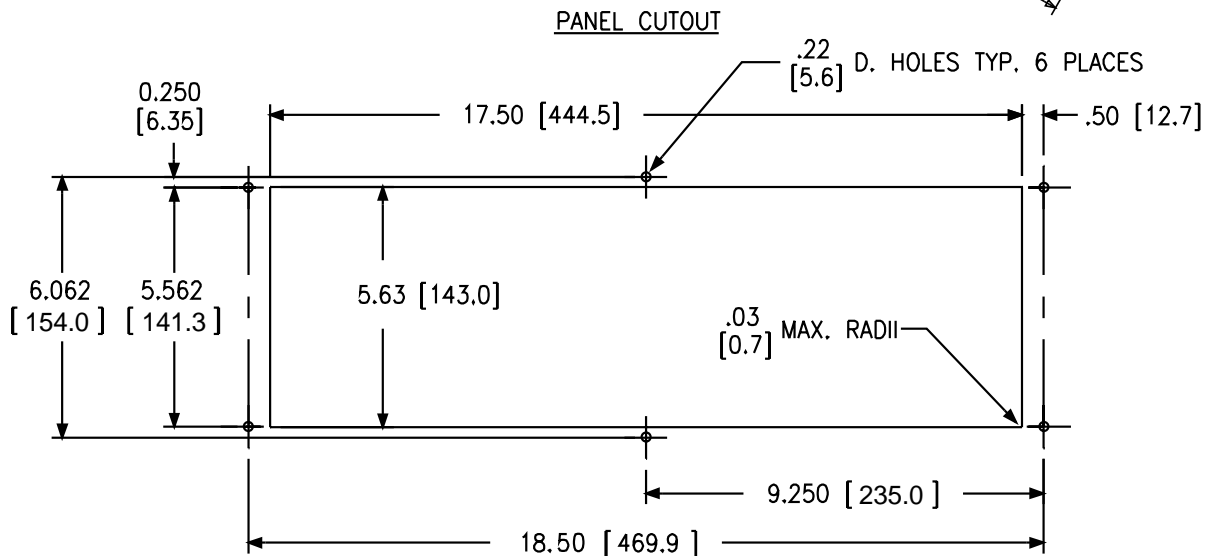 PANEL CUTOUT
.22
[5.6] D. HOLES TYP. 6 PLACES
0.250
[6.35]
17.50 [444.5]
.50 [12.7]
6.062
[ 154.0 ]
5.562
[ 141.3 ]
5.63 [143.0]
.03
[0.7] MAX. RADII
9.250 [ 235.0 ]
18.50 [ 469.9 ]